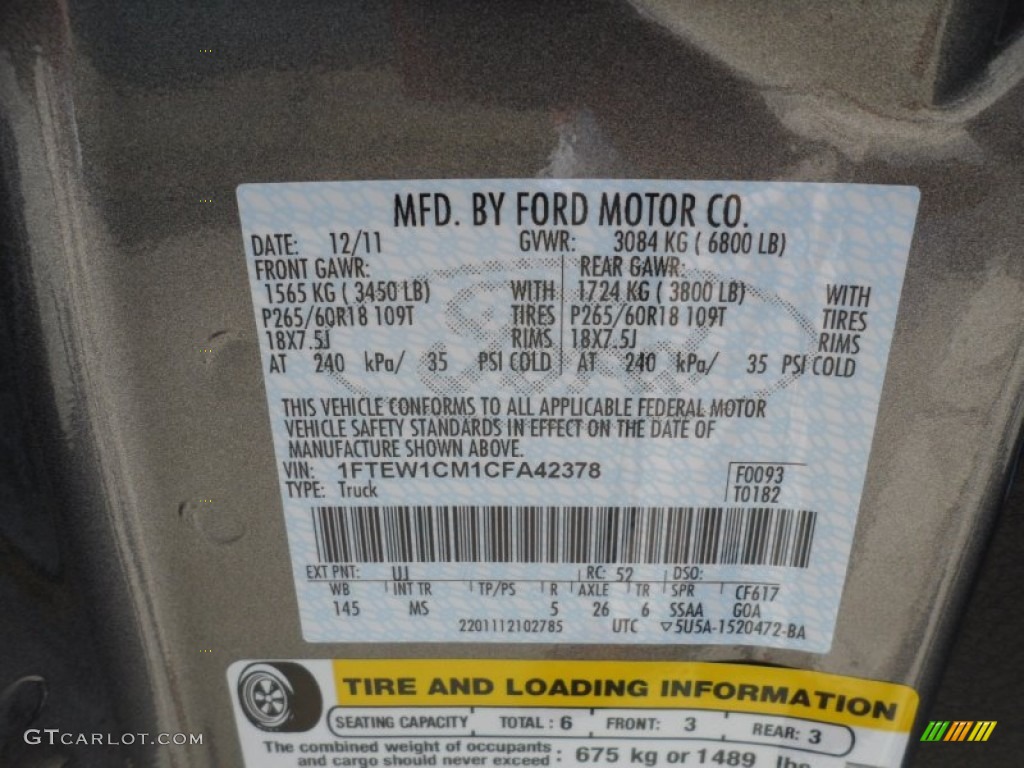 MFD. BY FORD MOTOR CO.
DATE: 12/11 GVWR: 3084 KG ( 6800 LB)
FRONT GAWR: REAR GAWR:
1565 KG ( 3450 LB) WITH 1724 KG ( 3800 LB) WITH
P265/60R18 109T TIRES P265/60R18 109T TIRES
18X7.5J RIMS 18X7.5J RIMS
AT 240 kPa/ 35 PSI COLD AT 240 kPa/ 35 PSI COLD
THIS VEHICLE CONFORMS TO ALL APPLICABLE FEDERAL MOTOR
VEHICLE SAFETY STANDARDS IN EFFECT ON THE DATE OF
MANUFACTURE SHOWN ABOVE.
VIN: 1FTEW1CM1CFA42378 F0093
TYPE: Truck T0182
EXT PNT: UJ RC: 52 DSO:
WB INT TR TP/PS R AXLE TR SPR CF617
145 MS 5 26 6 SSAA GOA
2201112102785 UTC ▽5U5A-1520472-BA
TIRE AND LOADING INFORMATION
SEATING CAPACITY TOTAL : 6 FRONT: 3 REAR: 3
The combined weight of occupants
and cargo should never exceed : 675 kg or 1489 lbs
GTCARLOT.COM